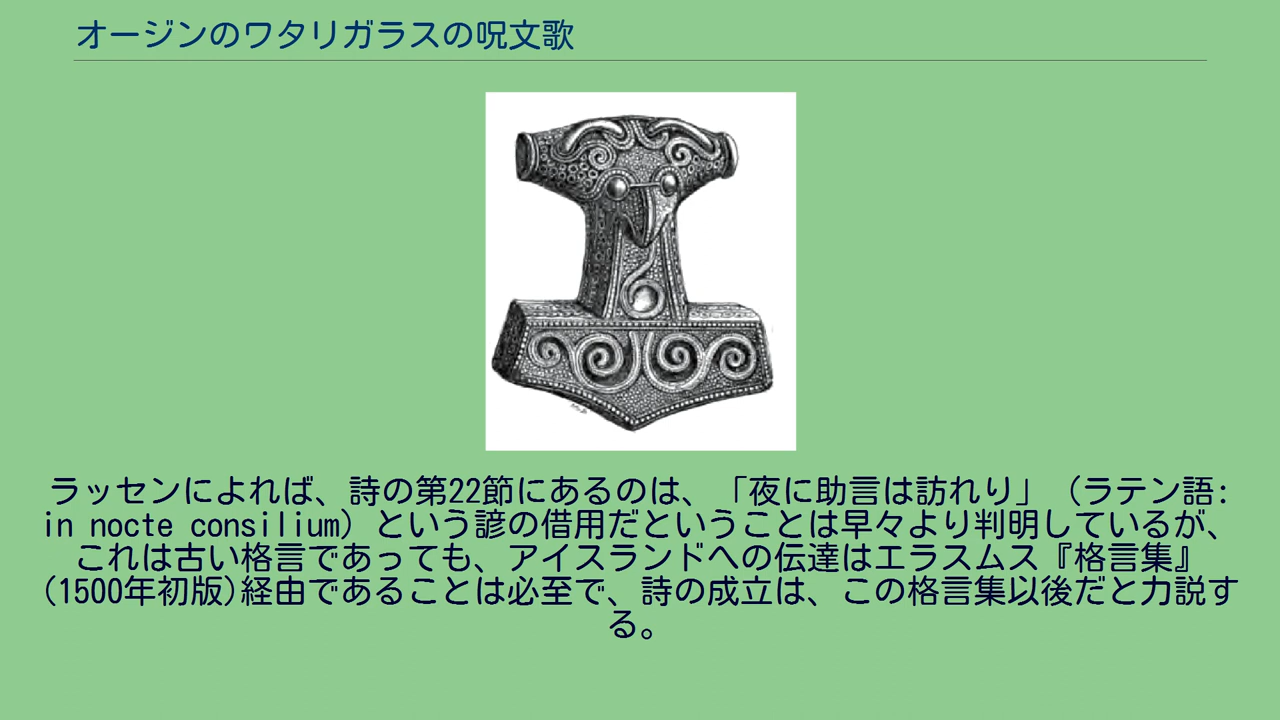 オージンのワタリガラスの呪文歌
ラッセンによれば、詩の第22節にあるのは、「夜に助言は訪れり」（ラテン語:
in nocte consilium）という諺の借用だということは早々より判明しているが、
これは古い格言であっても、アイスランドへの伝達はエラスムス『格言集』
(1500年初版)経由であることは必至で、詩の成立は、この格言集以後だと力説す
る。